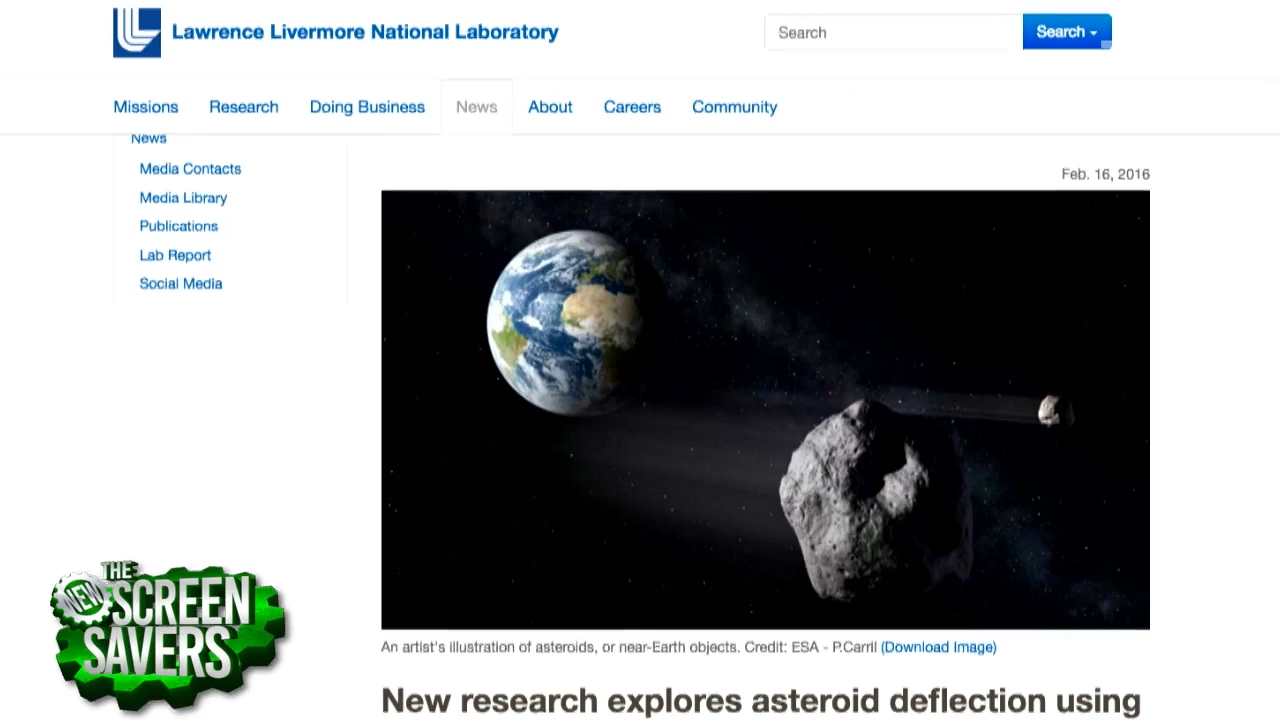 Lawrence Livermore National Laboratory
Search
Search
Missions Research Doing Business News About Careers Community
News
Media Contacts
Media Library
Publications
Lab Report
Social Media
Feb. 16, 2016
An artist's illustration of asteroids, or near-Earth objects. Credit: ESA - P.Carril (Download Image)
New research explores asteroid deflection using
THE
NEW SCREEN
SAVERS